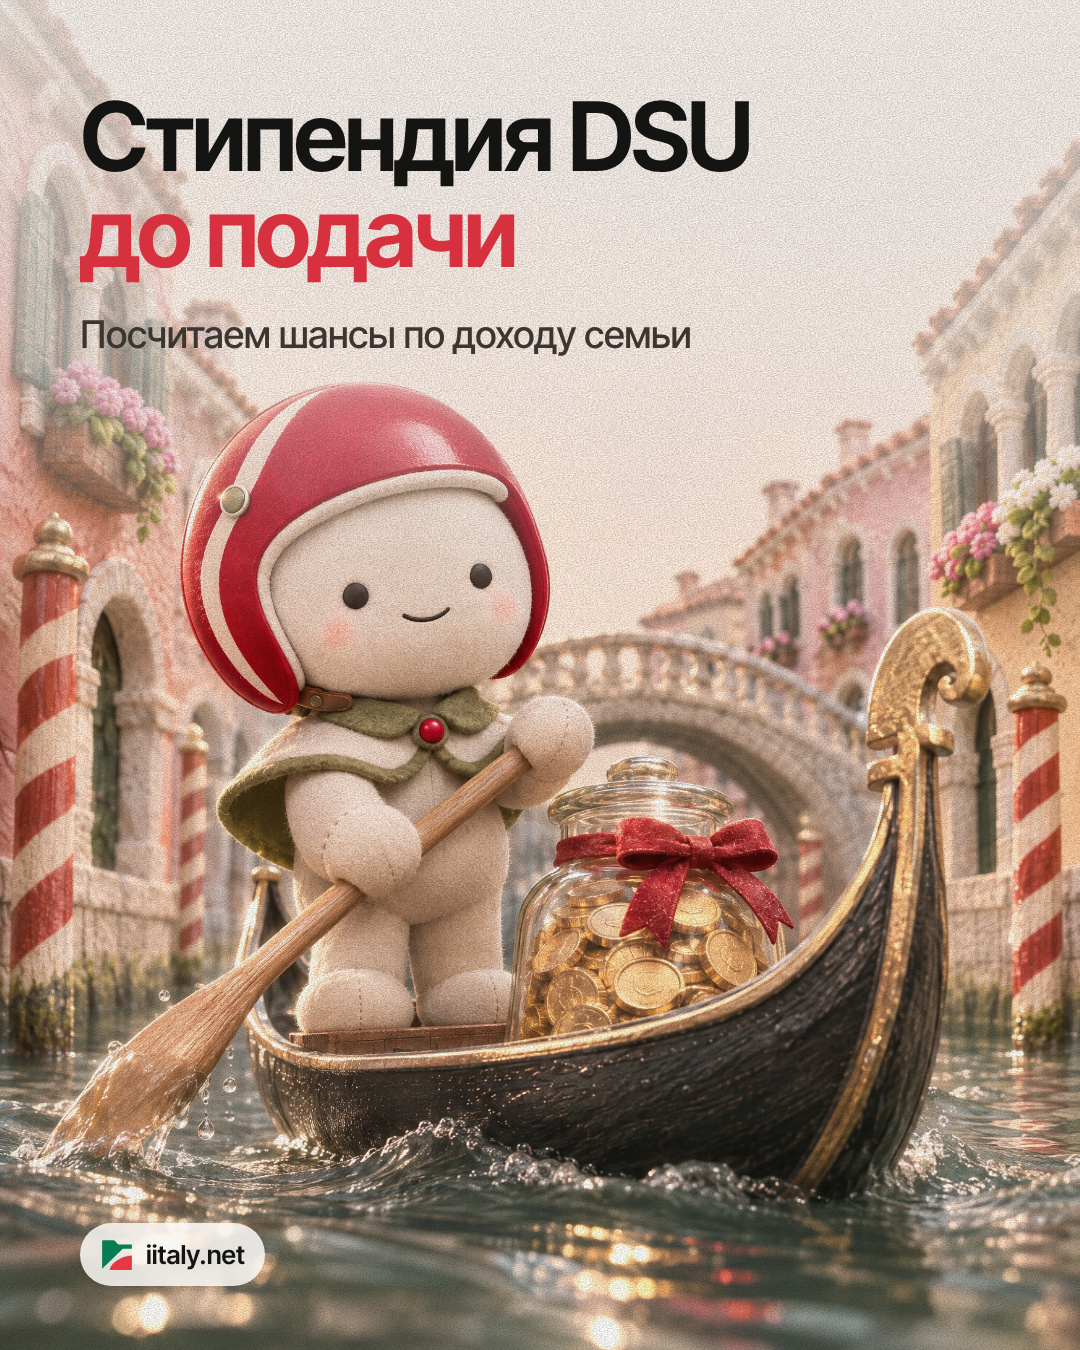 Стипендия DSU
до подачи
Посчитаем шансы по доходу семьи
iitaly.net